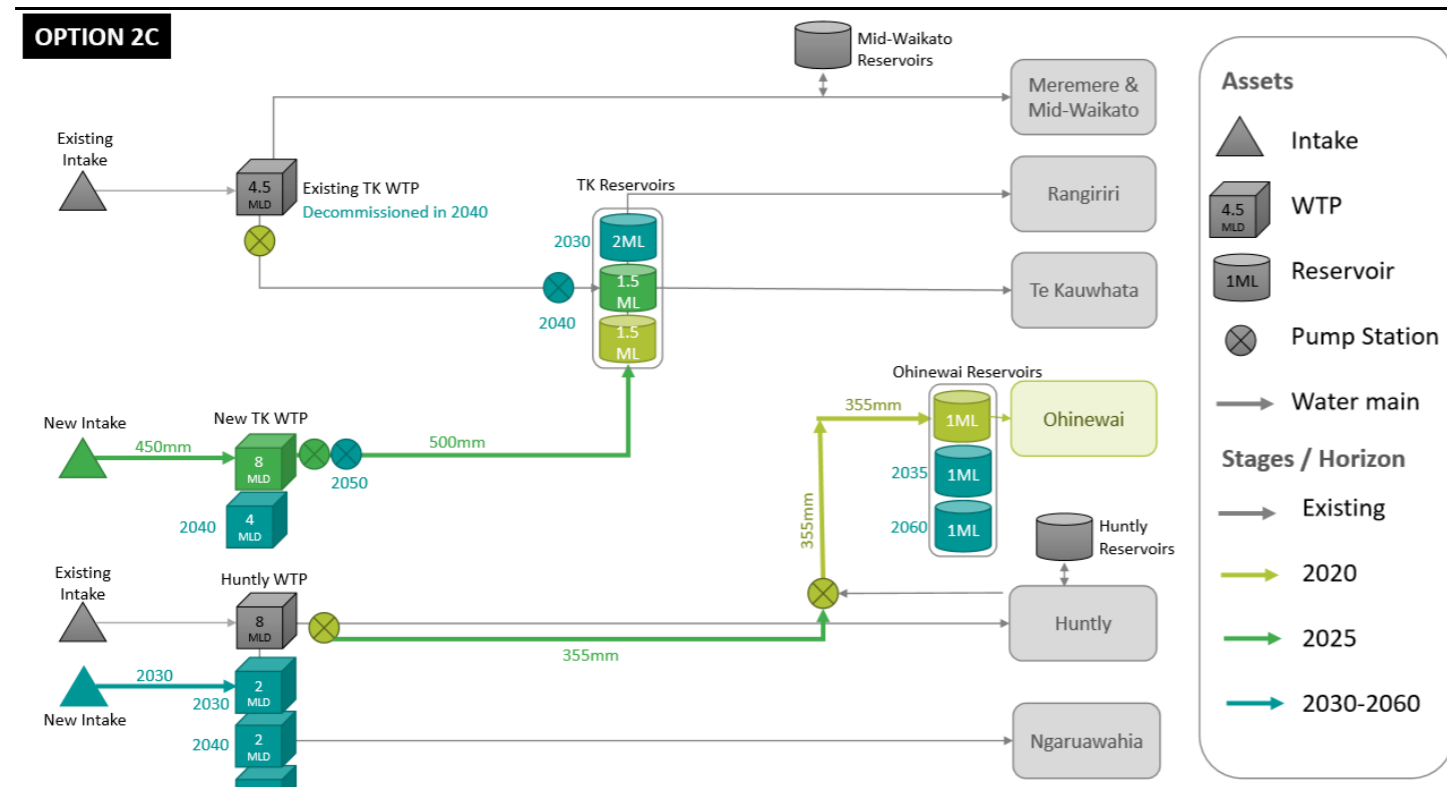 OPTION 2C
Mid-Waikato
Reservoirs
Meremere &
Mid-Waikato
Existing
Intake
4.5
MLD
Existing TK WTP
Decommissioned in 2040
TK Reservoirs
Rangiriri
2030
2ML
1.5
ML
Te Kauwhata
2040
1.5
ML
Ohinewai Reservoirs
New Intake
450mm
New TK WTP
8
MLD
2050
500mm
355mm
1ML
Ohinewai
2040
4
MLD
355mm
2035
1ML
2060
1ML
Huntly
Reservoirs
Existing
Intake
Huntly WTP
8
MLD
355mm
Huntly
2030
New Intake
2030
2
MLD
2040
2
MLD
Ngaruawahia
Assets
Intake
4.5
MLD
WTP
1ML
Reservoir
Pump Station
Water main
Stages / Horizon
Existing
2020
2025
2030-2060